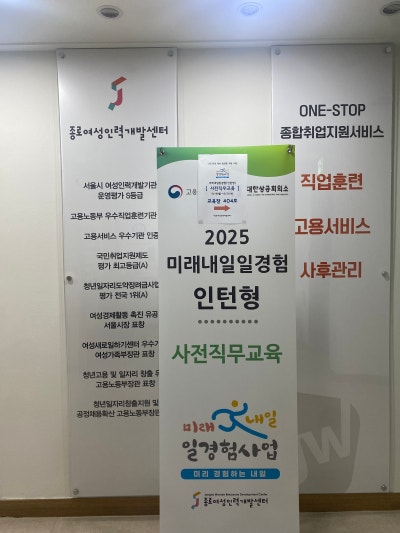 종로여성인력개발센터
서울시 여성인력개발기관
운영평가 S등급
고용노동부 우수직업훈련기관
고용서비스 우수기관 인증
국민취업지원제도
평가 최고등급(A)
청년일자리도약장려금사업
평가 전국 1위(A)
여성경제활동 촉진 유공
서울시장 표창
여성새로일하기센터 우수기
여성가족부장관 표창
청년고용 및 일자리 창출 유
고용노동부장관 표창
청년일자리창출지원 및
공정채용확산 고용노동부장관
ONE-STOP
종합취업지원서비스
직업훈련
고용서비스
사후관리
고용
대한상공회의소
[ 사전직무교육 ]
교육장 404호
2025
미래내일일경험
인턴형
사전직무교육
미래 내일
일경험사업
미리 경험하는 내일
종로여성인력개발센터